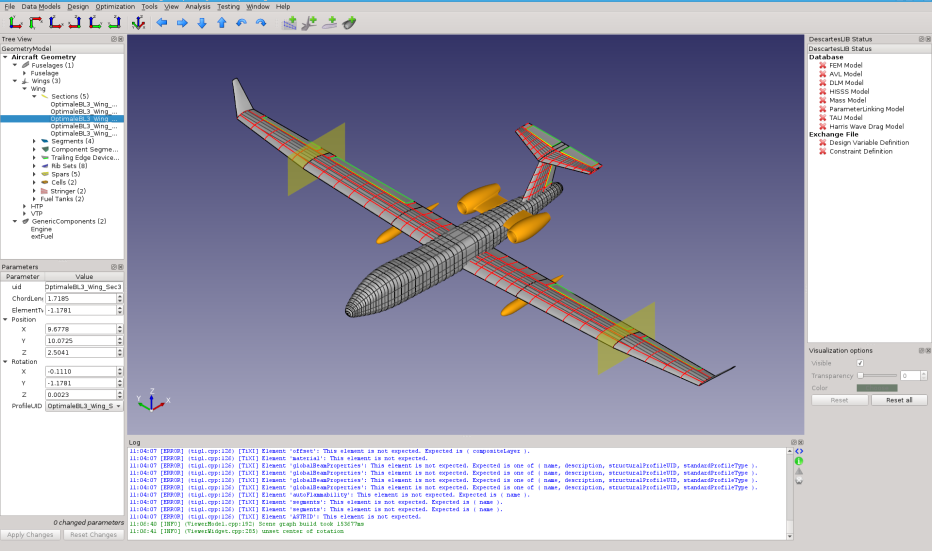 File Data Models Design Optimization Tools View Analysis Testing Window Help
Tree View
GeometryModel
Aircraft Geometry
Fuselages (1)
Fuselage
Wings (3)
Wing
Sections (5)
OptimaleBL3_Wing_...
OptimaleBL3_Wing_...
OptimaleBL3_Wing_...
OptimaleBL3_Wing_...
OptimaleBL3_Wing_...
Segments (4)
Component Segme...
Trailing Edge Device...
Rib Sets (8)
Spars (5)
Cells (2)
Stringer (2)
Fuel Tanks (2)
HTP
VTP
GenericComponents (2)
Engine
extFuel
Parameters
Parameter Value
uid OptimaleBL3_Wing_Sec3
ChordLen 1.7185
ElementTw -1.1781
Position
X 9.6778
Y 10.0725
Z 2.5041
Rotation
X -0.1110
Y -1.1781
Z 0.0023
ProfileUID OptimaleBL3_Wing_S
0 changed parameters
Apply Changes Reset Changes
Z
Y X
Log
11:04:07 [ERROR] (tigl.cpp:126) [TiXI] Element 'offset': This element is not expected. Expected is ( compositeLayer ).
11:04:07 [ERROR] (tigl.cpp:126) [TiXI] Element 'material': This element is not expected.
11:04:07 [ERROR] (tigl.cpp:126) [TiXI] Element 'globalBeamProperties': This element is not expected. Expected is one of ( name, description, structuralProfileUID, standardProfileType ).
11:04:07 [ERROR] (tigl.cpp:126) [TiXI] Element 'globalBeamProperties': This element is not expected. Expected is one of ( name, description, structuralProfileUID, standardProfileType ).
11:04:07 [ERROR] (tigl.cpp:126) [TiXI] Element 'globalBeamProperties': This element is not expected. Expected is one of ( name, description, structuralProfileUID, standardProfileType ).
11:04:07 [ERROR] (tigl.cpp:126) [TiXI] Element 'globalBeamProperties': This element is not expected. Expected is one of ( name, description, structuralProfileUID, standardProfileType ).
11:04:07 [ERROR] (tigl.cpp:126) [TiXI] Element 'autoFlammability': This element is not expected. Expected is ( name ).
11:04:07 [ERROR] (tigl.cpp:126) [TiXI] Element 'segments': This element is not expected. Expected is ( name ).
11:04:07 [ERROR] (tigl.cpp:126) [TiXI] Element 'segments': This element is not expected. Expected is ( name ).
11:04:07 [ERROR] (tigl.cpp:126) [TiXI] Element 'ASTRID': This element is not expected.
11:06:40 [INFO] (ViewerModel.cpp:192) Scene graph build took 153677ms
11:06:41 [INFO] (ViewerWidget.cpp:285) unset center of rotation
DescartesLIB Status
DescartesLIB Status
Database
FEM Model
AVL Model
DLM Model
HISSS Model
Mass Model
ParameterLinking Model
TAU Model
Harris Wave Drag Model
Exchange File
Design Variable Definition
Constraint Definition
Visualization options
Visible
Transparency 0
Color
Reset Reset all